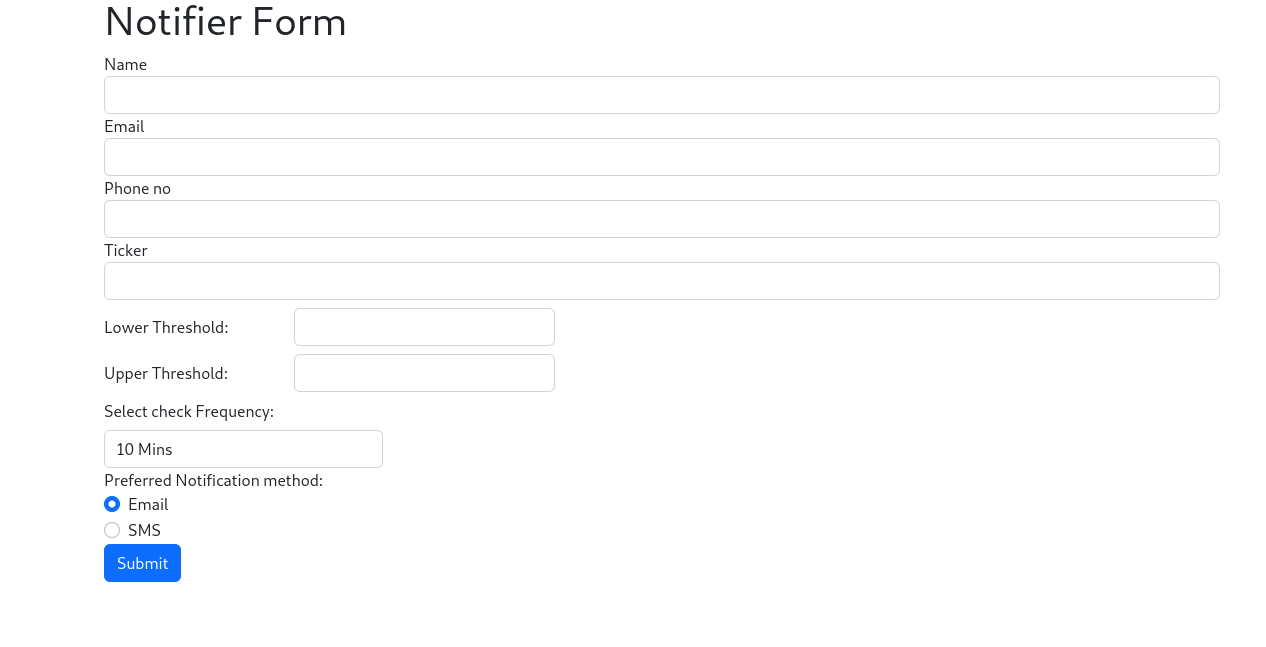 Notifier Form
Name
Email
Phone no
Ticker
Lower Threshold:
Upper Threshold:
Select check Frequency:
10 Mins
Preferred Notification method:
Email
SMS
Submit